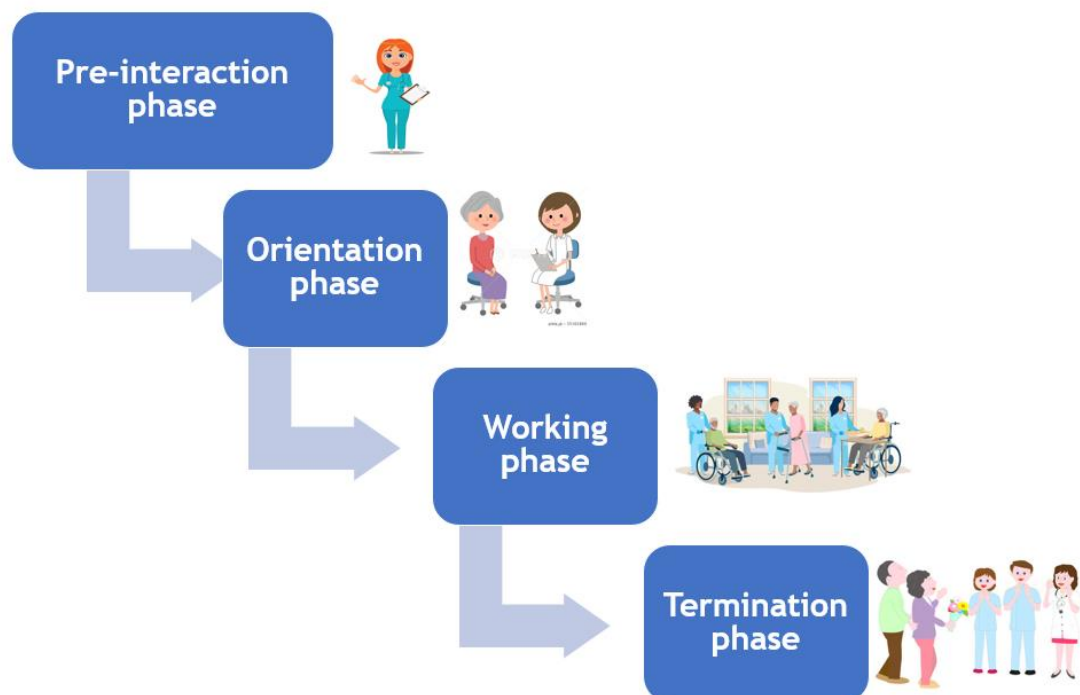 Pre-interaction
phase
Orientation
phase
Working
phase
Termination
phase